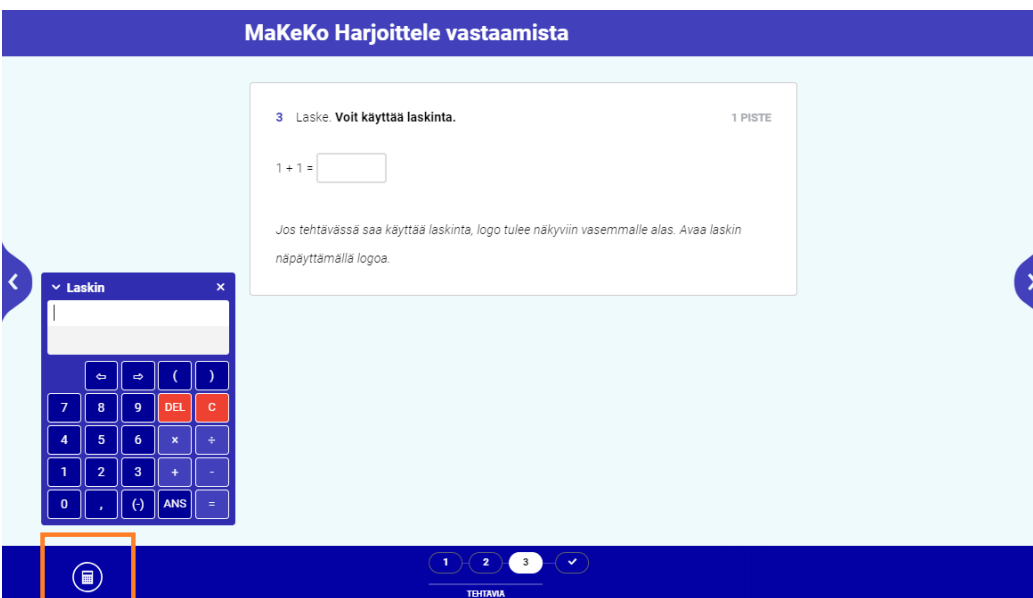 MaKeKo Harjoittele vastaamista
3 Laske. Voit käyttää laskinta. 1 PISTE
1 + 1 =
Jos tehtävässä saa käyttää laskinta, logo tulee näkyviin vasemmalle alas. Avaa laskin
näpäyttämällä logoa.
Laskin ×
⇦ ⇨ ( )
7 8 9 DEL C
4 5 6 × ÷
1 2 3 + -
0 , (-) ANS =
1 2 3
TEHTÄVIÄ